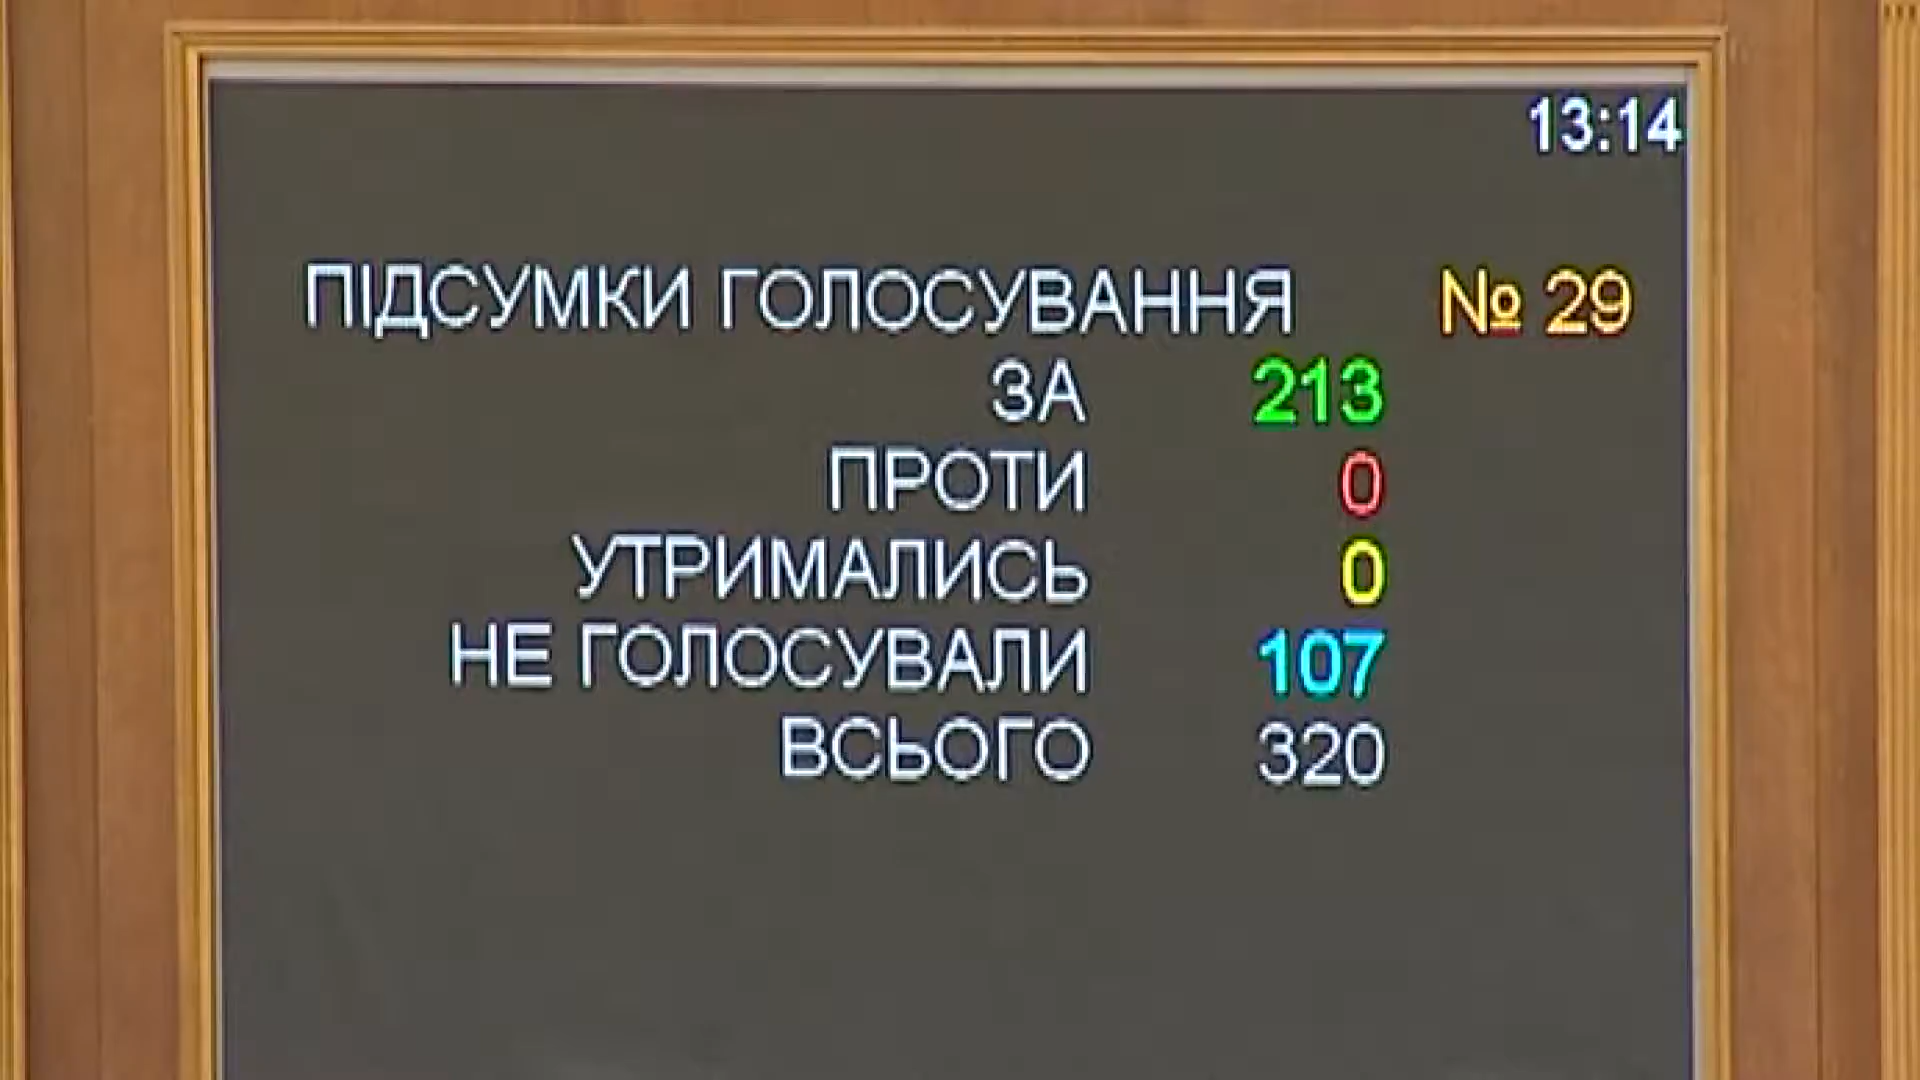 13:14
ПІДСУМКИ ГОЛОСУВАННЯ № 29
ЗА 213
ПРОТИ 0
УТРИМАЛИСЬ 0
НЕ ГОЛОСУВАЛИ 107
ВСЬОГО 320